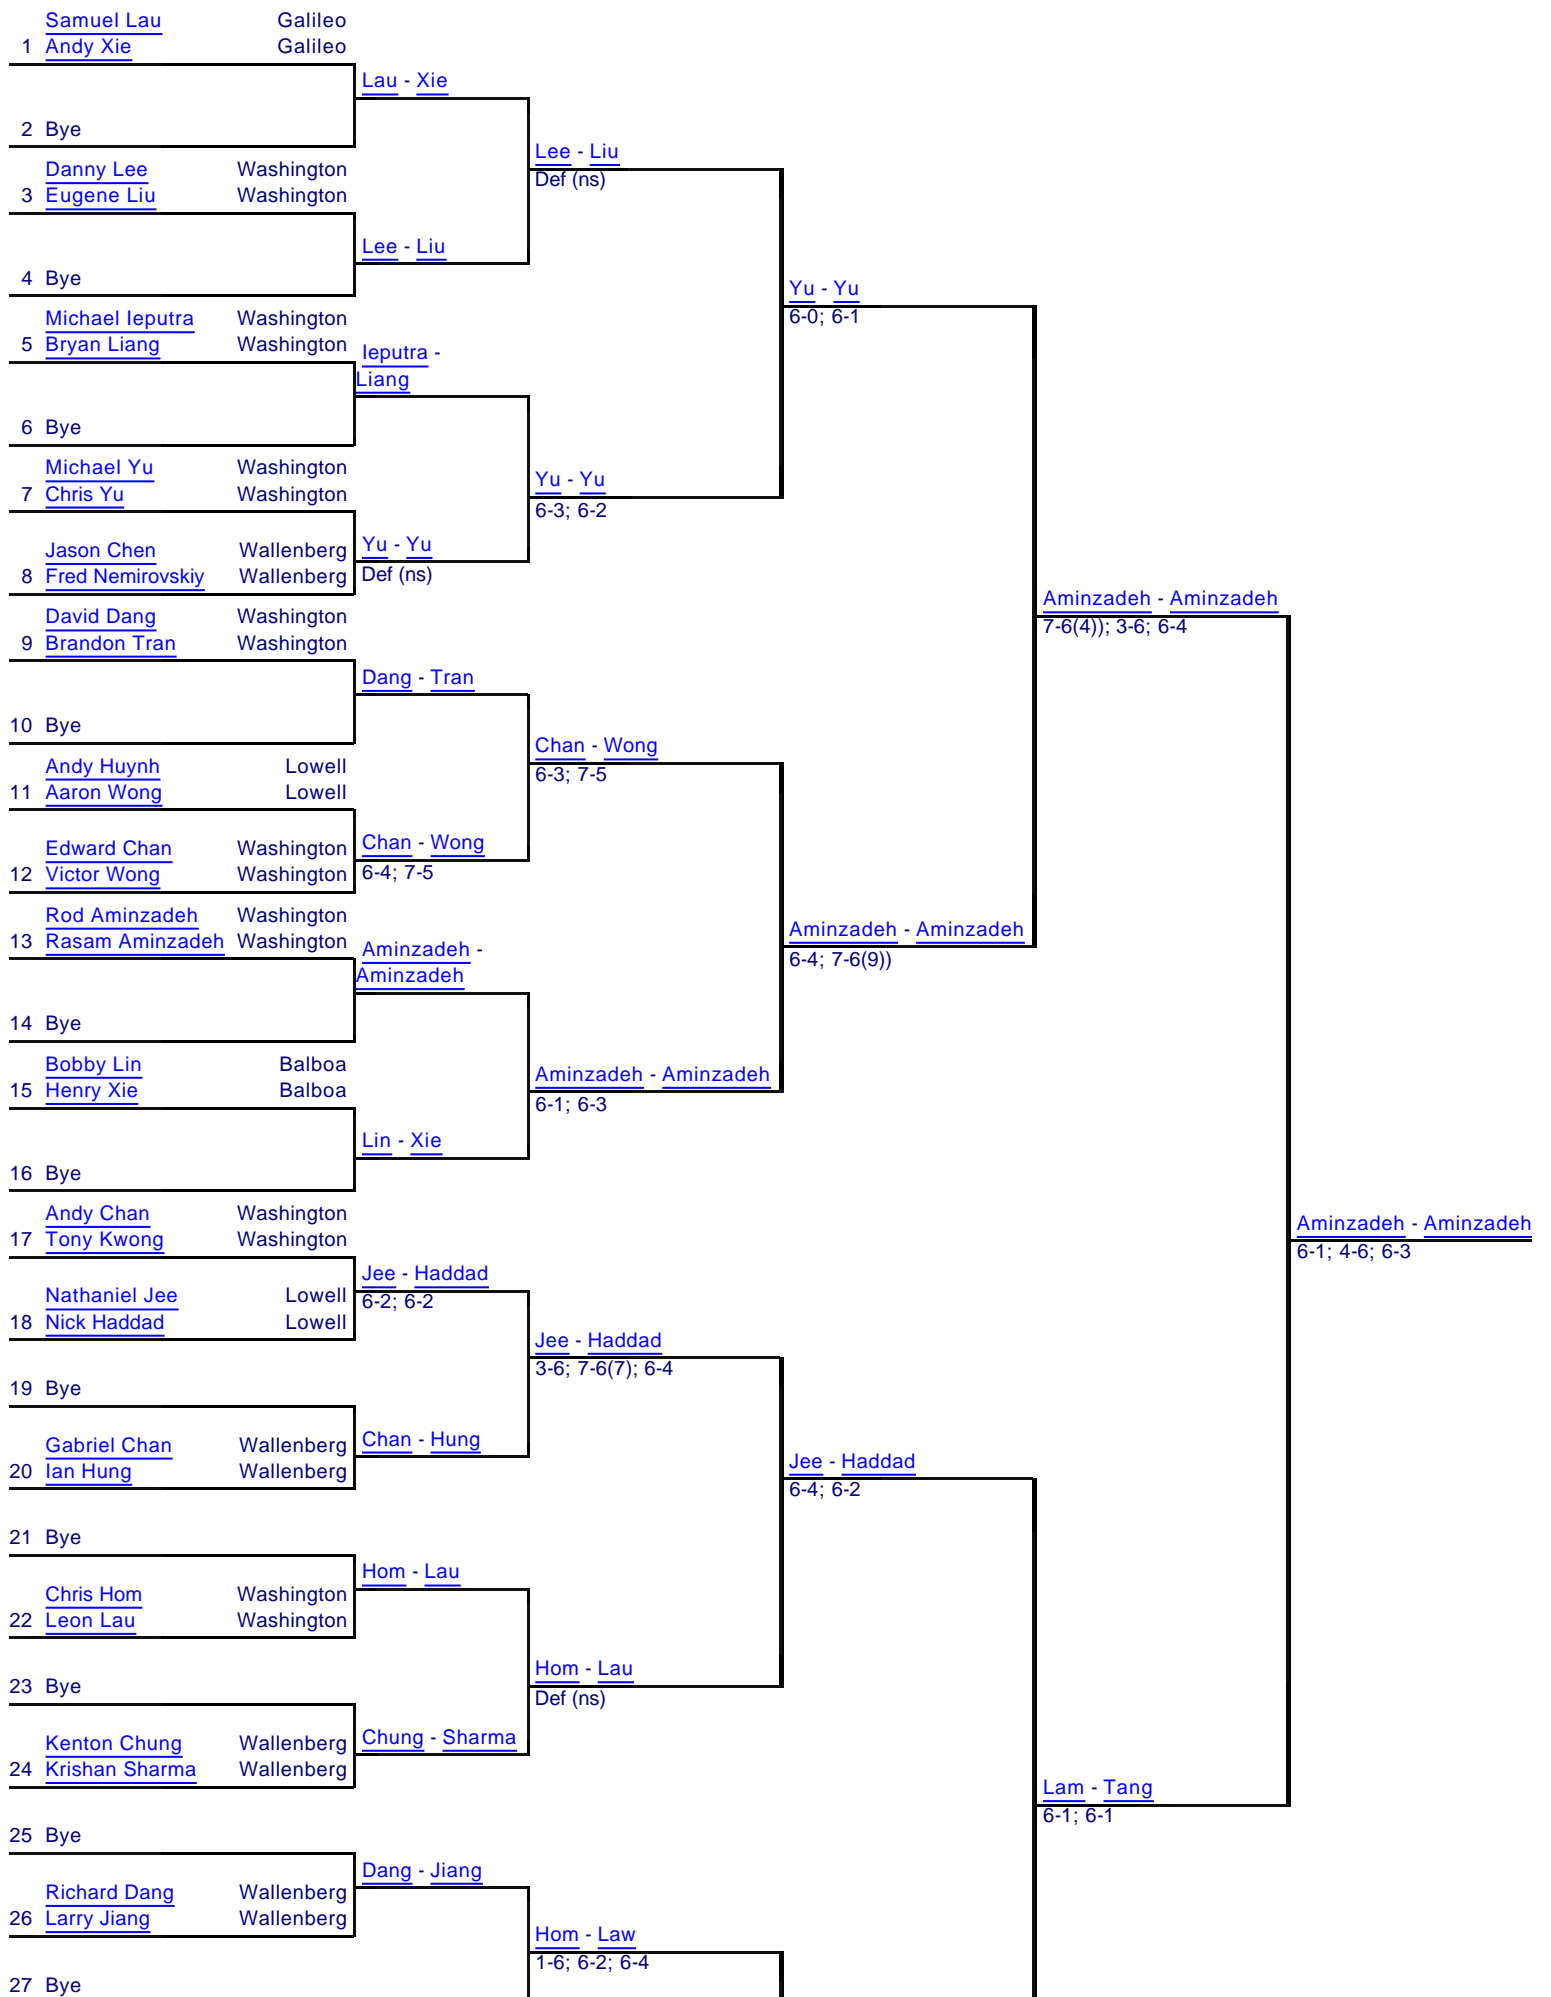 Samuel Lau Galileo
1 Andy Xie Galileo
Lau - Xie
2 Bye
Lee - Liu
Def (ns)
Danny Lee Washington
3 Eugene Liu Washington
Lee - Liu
4 Bye
Yu - Yu
6-0; 6-1
Michael Ieputra Washington
5 Bryan Liang Washington
Ieputra -
Liang
6 Bye
Michael Yu Washington
7 Chris Yu Washington
Yu - Yu
6-3; 6-2
Jason Chen Wallenberg
8 Fred Nemirovskiy Wallenberg
Yu - Yu
Def (ns)
Aminzadeh - Aminzadeh
7-6(4)); 3-6; 6-4
David Dang Washington
9 Brandon Tran Washington
Dang - Tran
10 Bye
Chan - Wong
6-3; 7-5
Andy Huynh Lowell
11 Aaron Wong Lowell
Chan - Wong
6-4; 7-5
Edward Chan Washington
12 Victor Wong Washington
Rod Aminzadeh Washington
13 Rasam Aminzadeh Washington
Aminzadeh -
Aminzadeh
Aminzadeh - Aminzadeh
6-4; 7-6(9))
14 Bye
Bobby Lin Balboa
15 Henry Xie Balboa
Aminzadeh - Aminzadeh
6-1; 6-3
Lin - Xie
16 Bye
Andy Chan Washington
17 Tony Kwong Washington
Aminzadeh - Aminzadeh
6-1; 4-6; 6-3
Jee - Haddad
6-2; 6-2
Nathaniel Jee Lowell
18 Nick Haddad Lowell
Jee - Haddad
3-6; 7-6(7); 6-4
19 Bye
Chan - Hung
Gabriel Chan Wallenberg
20 Ian Hung Wallenberg
Jee - Haddad
6-4; 6-2
21 Bye
Hom - Lau
Chris Hom Washington
22 Leon Lau Washington
Hom - Lau
Def (ns)
23 Bye
Chung - Sharma
Kenton Chung Wallenberg
24 Krishan Sharma Wallenberg
Lam - Tang
6-1; 6-1
25 Bye
Dang - Jiang
Richard Dang Wallenberg
26 Larry Jiang Wallenberg
Hom - Law
1-6; 6-2; 6-4
27 Bye